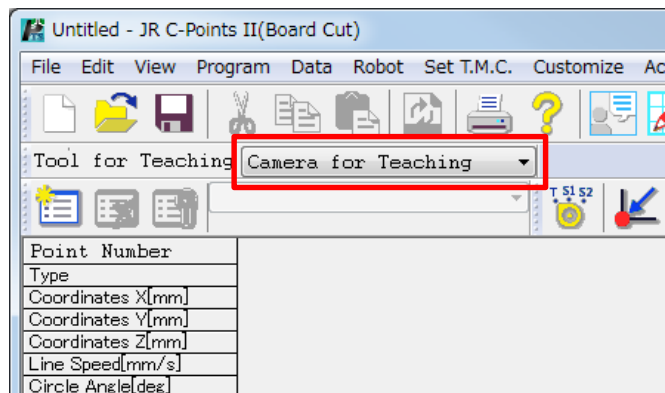 Untitled - JR C-Points II(Board Cut)
File Edit View Program Data Robot Set T.M.C. Customize Ac
Tool for Teaching Camera for Teaching
T S1 S2
Point Number
Type
Coordinates X[mm]
Coordinates Y[mm]
Coordinates Z[mm]
Line Speed[mm/s]
Circle Angle[deg]